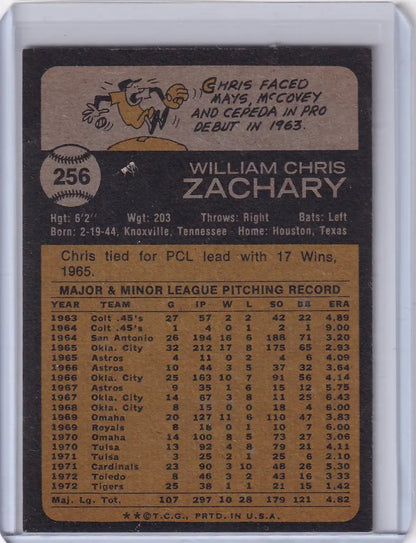 CHRIS FACED
MAYS, McCOVEY
AND CEPEDA IN PRO
DEBUT IN 1963.
256
WILLIAM CHRIS
ZACHARY
Hgt: 6'2" Wgt: 203 Throws: Right Bats: Left
Born: 2-19-44, Knoxville, Tennessee Home: Houston, Texas
Chris tied for PCL lead with 17 Wins,
1965.
MAJOR & MINOR LEAGUE PITCHING RECORD
YEAR TEAM G IP W L SO BB ERA
1963 Colt .45's 27 57 2 2 42 22 4.89
1964 Colt .45's 1 4 0 1 2 1 9.00
1964 San Antonio 26 194 16 6 188 71 3.20
1965 Okla. City 32 212 17 8 175 65 2.93
1965 Astros 4 11 0 2 4 6 4.09
1966 Astros 10 44 3 5 37 32 3.64
1966 Okla. City 25 163 10 7 91 56 4.14
1967 Astros 9 35 1 6 15 12 5.75
1967 Okla. City 17 68 2 8 28 25 6.43
1968 Okla. City 8 15 0 0 8 2 6.00
1969 Omaha 20 127 11 6 110 47 3.83
1969 Royals 8 18 0 1 6 7 8.00
1970 Omaha 14 100 8 5 73 27 3.06
1970 Tulsa 13 92 4 8 79 21 4.11
1971 Tulsa 3 25 1 2 21 6 2.10
1971 Cardinals 23 90 3 10 48 26 5.30
1972 Toledo 8 24 3 0 16 13 3.33
1972 Tigers 25 38 1 1 21 15 1.42
Maj. Lg. Tot. 107 297 10 28 179 121 4.82
★★©T.C.G., PRTD. IN U.S.A.